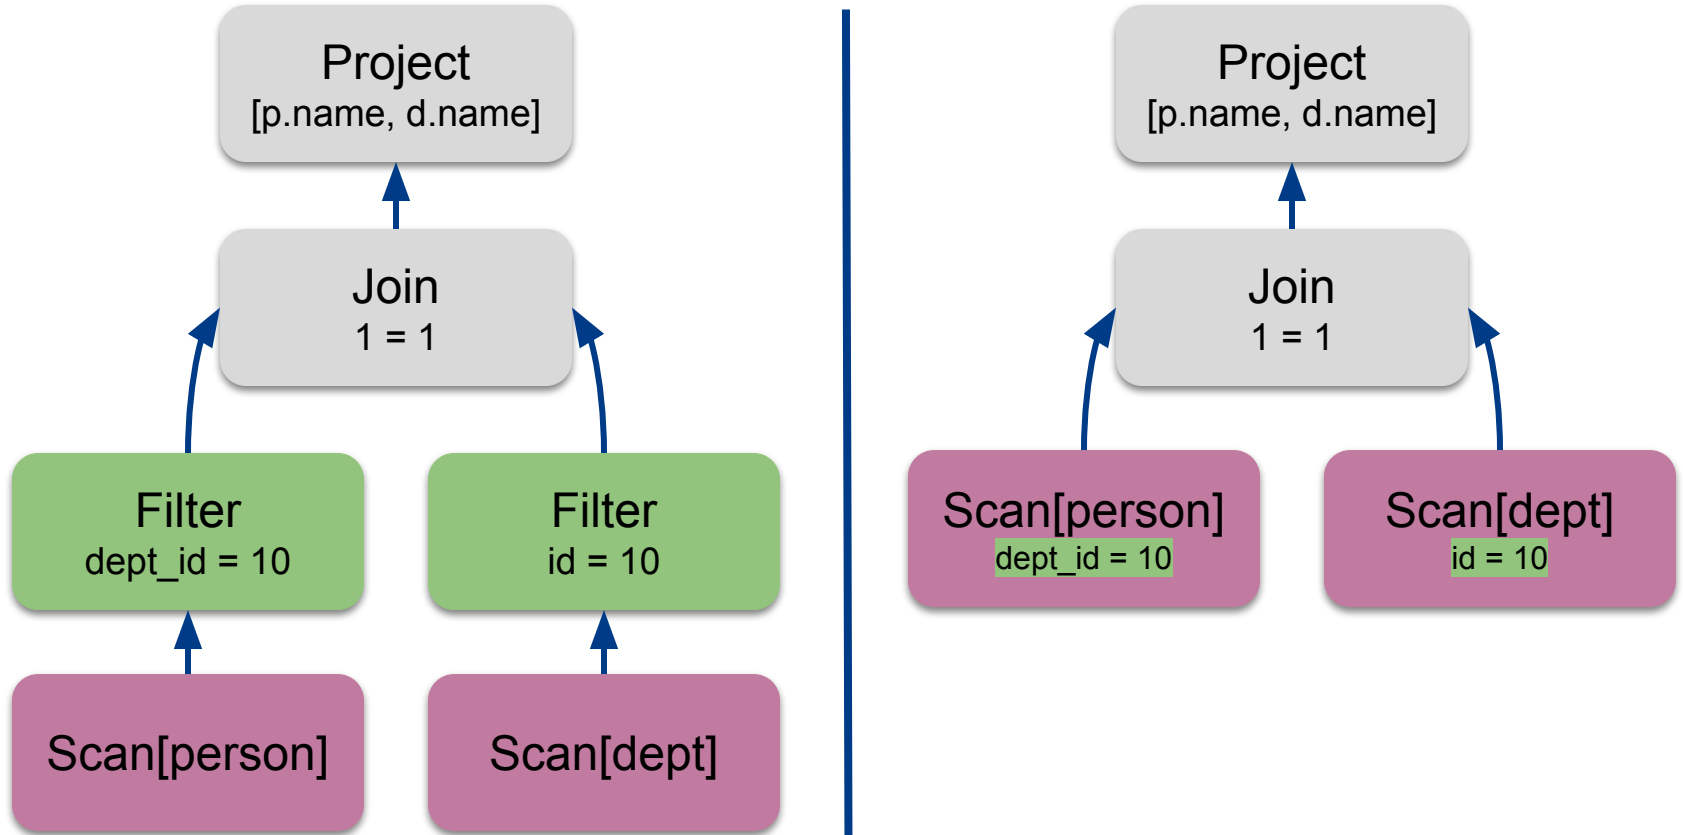 Project
[p.name, d.name]
Join
1 = 1
Filter
dept_id = 10
Filter
id = 10
Scan[person]
Scan[dept]
Project
[p.name, d.name]
Join
1 = 1
Scan[person]
dept_id = 10
Scan[dept]
id = 10